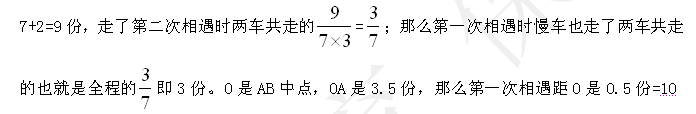 7+2=9 份，走了第二次相遇时两车共走的 9/(7×3) = 3/7；那么第一次相遇时慢车也走了两车共走
的也就是全程的 3/7 即 3 份。O 是 AB 中点，OA 是 3.5 份，那么第一次相遇距 O 是 0.5 份=10